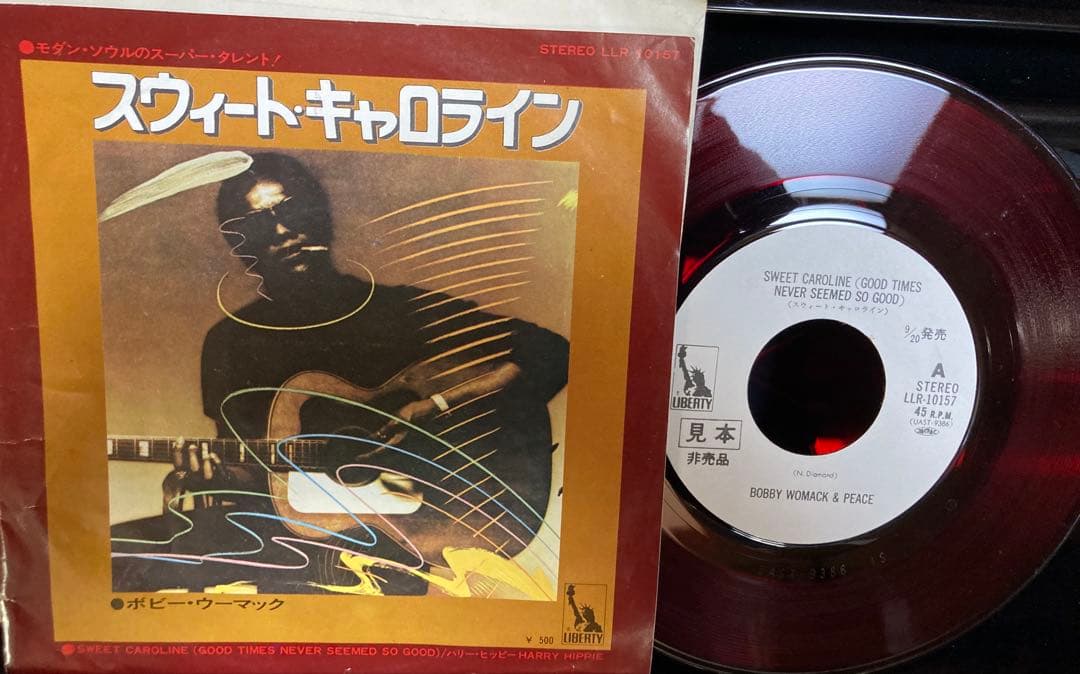 ●モダン・ソウルのスーパー・タレント!
STEREO LLR-10157
スウィート・キャロライン
●ボビー・ウーマック
¥ 500
LIBERTY
●SWEET CAROLINE (GOOD TIMES NEVER SEEMED SO GOOD)/ハリー・ヒッピー HARRY HIPPIE
SWEET CAROLINE (GOOD TIMES
NEVER SEEMED SO GOOD)
(スウィート・キャロライン)
9/20 発売
A
STEREO
LLR-10157
45 R.P.M.
(UAST-9386)
LIBERTY
見本
非売品
(N. Diamond)
BOBBY WOMACK & PEACE
9386 1S